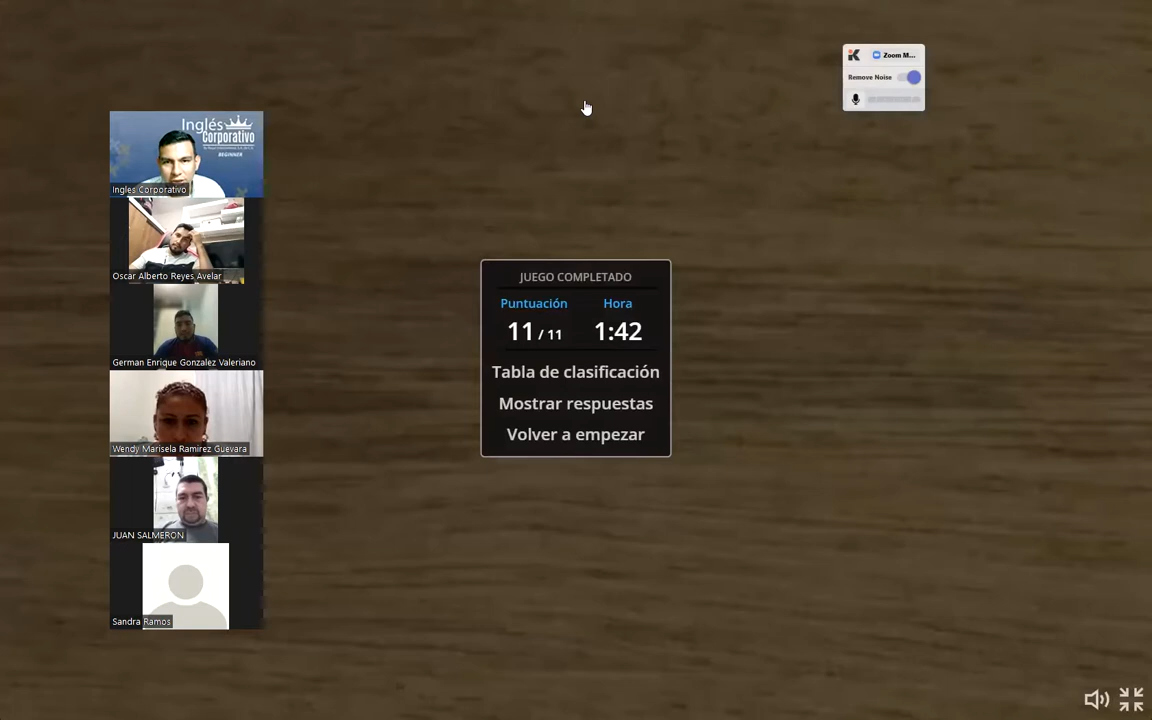 Zoom M...
Remove Noise
Inglés
Corporativo
BEGINNER
Ingles Corporativo
Oscar Alberto Reyes Avelar
German Enrique Gonzalez Valeriano
Wendy Marisela Ramirez Guevara
JUAN SALMERON
Sandra Ramos
JUEGO COMPLETADO
Puntuación Hora
11 / 11 1:42
Tabla de clasificación
Mostrar respuestas
Volver a empezar